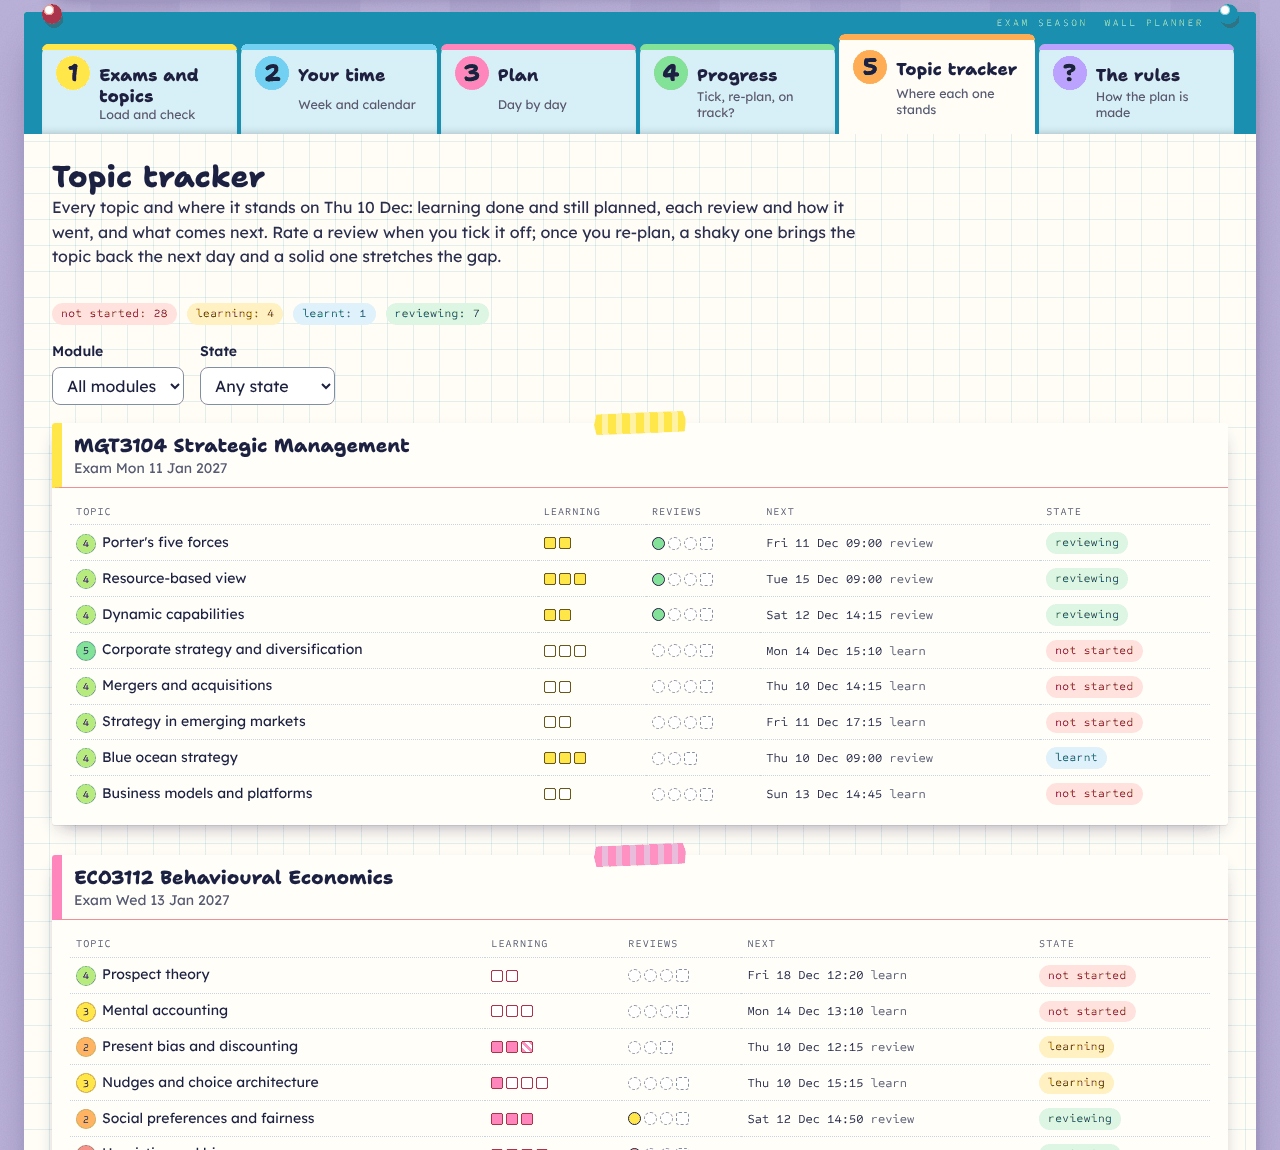 EXAM SEASON WALL PLANNER
1 Exams and topics
Load and check
2 Your time
Week and calendar
3 Plan
Day by day
4 Progress
Tick, re-plan, on track?
5 Topic tracker
Where each one stands
? The rules
How the plan is made
Topic tracker
Every topic and where it stands on Thu 10 Dec: learning done and still planned, each review and how it
went, and what comes next. Rate a review when you tick it off; once you re-plan, a shaky one brings the
topic back the next day and a solid one stretches the gap.
not started: 28 learning: 4 learnt: 1 reviewing: 7
Module State
All modules Any state
MGT3104 Strategic Management
Exam Mon 11 Jan 2027
TOPIC LEARNING REVIEWS NEXT STATE
4 Porter's five forces Fri 11 Dec 09:00 review reviewing
4 Resource-based view Tue 15 Dec 09:00 review reviewing
4 Dynamic capabilities Sat 12 Dec 14:15 review reviewing
5 Corporate strategy and diversification Mon 14 Dec 15:10 learn not started
4 Mergers and acquisitions Thu 10 Dec 14:15 learn not started
4 Strategy in emerging markets Fri 11 Dec 17:15 learn not started
4 Blue ocean strategy Thu 10 Dec 09:00 review learnt
4 Business models and platforms Sun 13 Dec 14:45 learn not started
ECO3112 Behavioural Economics
Exam Wed 13 Jan 2027
TOPIC LEARNING REVIEWS NEXT STATE
4 Prospect theory Fri 18 Dec 12:20 learn not started
3 Mental accounting Mon 14 Dec 13:10 learn not started
2 Present bias and discounting Thu 10 Dec 12:15 review learning
3 Nudges and choice architecture Thu 10 Dec 15:15 learn learning
2 Social preferences and fairness Sat 12 Dec 14:50 review reviewing